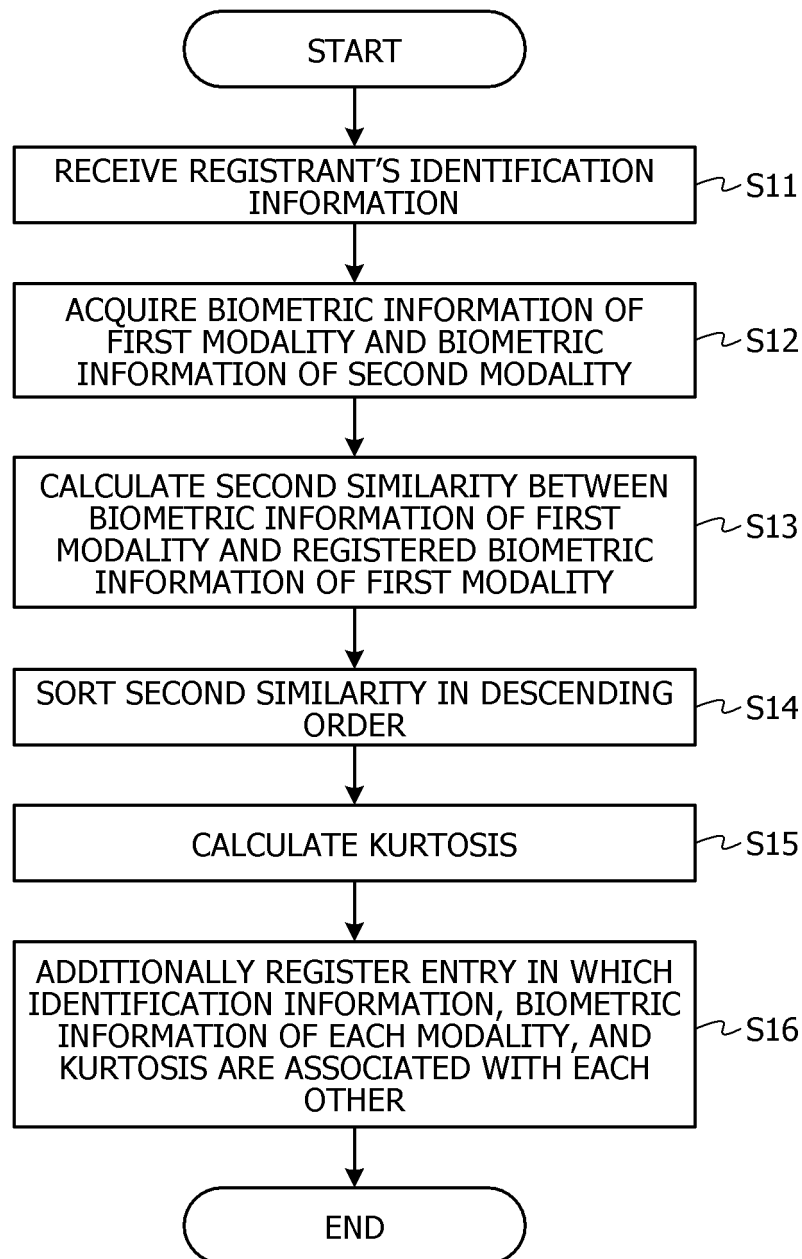 START
RECEIVE REGISTRANT’S IDENTIFICATION
INFORMATION
S11
ACQUIRE BIOMETRIC INFORMATION OF
FIRST MODALITY AND BIOMETRIC
INFORMATION OF SECOND MODALITY
S12
CALCULATE SECOND SIMILARITY BETWEEN
BIOMETRIC INFORMATION OF FIRST
MODALITY AND REGISTERED BIOMETRIC
INFORMATION OF FIRST MODALITY
S13
SORT SECOND SIMILARITY IN DESCENDING
ORDER
S14
CALCULATE KURTOSIS
S15
ADDITIONALLY REGISTER ENTRY IN WHICH
IDENTIFICATION INFORMATION, BIOMETRIC
INFORMATION OF EACH MODALITY, AND
KURTOSIS ARE ASSOCIATED WITH EACH
OTHER
S16
END